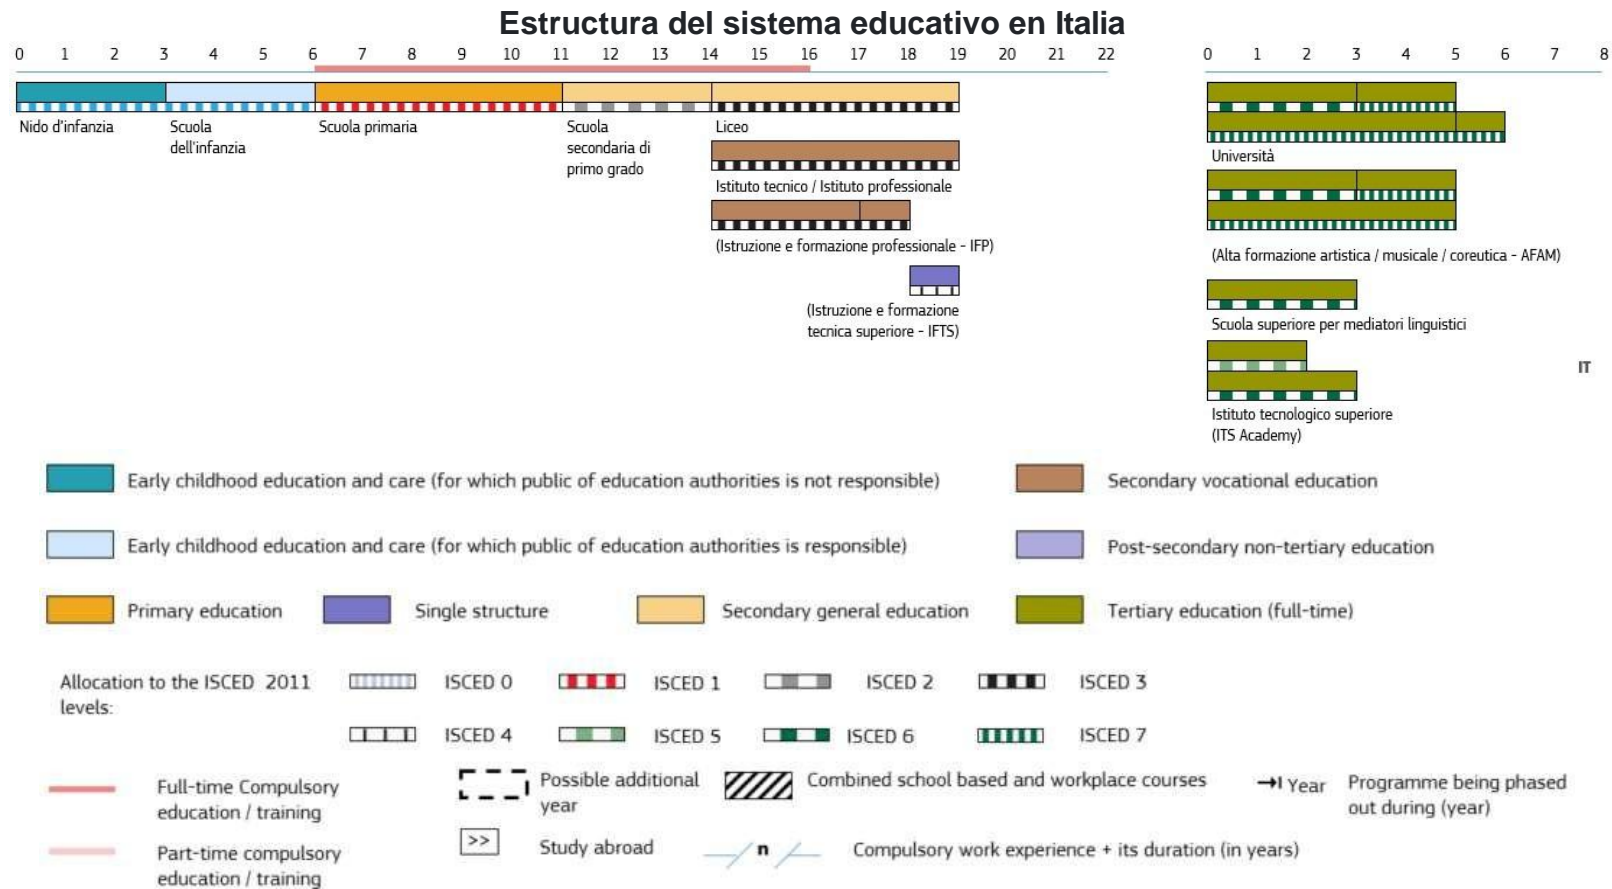 Estructura del sistema educativo en Italia
0 1 2 3 4 5 6 7 8 9 10 11 12 13 14 15 16 17 18 19 20 21 22
0 1 2 3 4 5 6 7 8
Nido d'infanzia
Scuola
dell'infanzia
Scuola primaria
Scuola
secondaria di
primo grado
Liceo
Istituto tecnico / Istituto professionale
(Istruzione e formazione professionale - IFP)
(Istruzione e formazione
tecnica superiore - IFTS)
Università
(Alta formazione artistica / musicale / coreutica - AFAM)
Scuola superiore per mediatori linguistici
Istituto tecnologico superiore
(ITS Academy)
IT
Early childhood education and care (for which public of education authorities is not responsible)
Secondary vocational education
Early childhood education and care (for which public of education authorities is responsible)
Post-secondary non-tertiary education
Primary education
Single structure
Secondary general education
Tertiary education (full-time)
Allocation to the ISCED 2011
levels:
ISCED 0
ISCED 1
ISCED 2
ISCED 3
ISCED 4
ISCED 5
ISCED 6
ISCED 7
Full-time Compulsory
education / training
Possible additional
year
Combined school based and workplace courses
Year
Programme being phased
out during (year)
Part-time compulsory
education / training
>>
Study abroad
n
Compulsory work experience + its duration (in years)